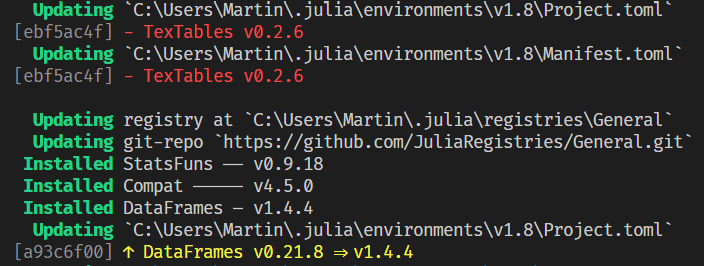 Updating `C:\Users\Martin\.julia\environments\v1.8\Project.toml`
[ebf5ac4f] - TexTables v0.2.6
Updating `C:\Users\Martin\.julia\environments\v1.8\Manifest.toml`
[ebf5ac4f] - TexTables v0.2.6
Updating registry at `C:\Users\Martin\.julia\registries\General`
Updating git-repo `https://github.com/JuliaRegistries/General.git`
Installed StatsFuns ── v0.9.18
Installed Compat ───── v4.5.0
Installed DataFrames ─ v1.4.4
Updating `C:\Users\Martin\.julia\environments\v1.8\Project.toml`
[a93c6f00] ↑ DataFrames v0.21.8 ⇒ v1.4.4